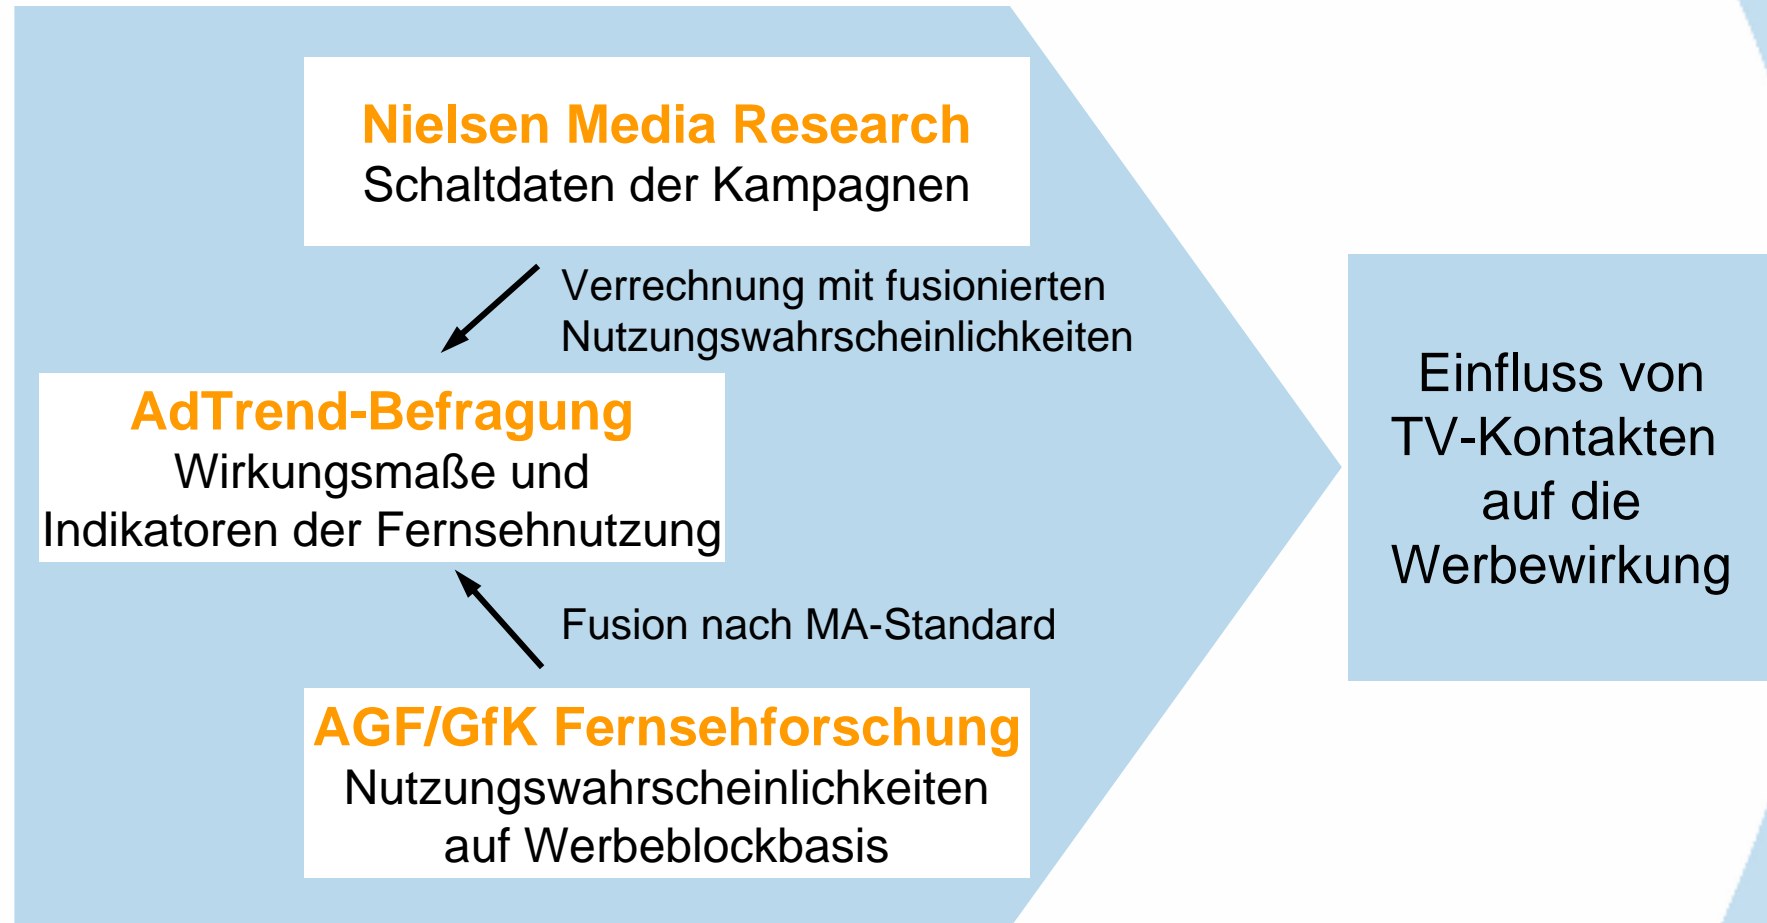 Nielsen Media Research
Schaltdaten der Kampagnen
Verrechnung mit fusionierten
Nutzungswahrscheinlichkeiten
AdTrend-Befragung
Wirkungsmaße und
Indikatoren der Fernsehnutzung
Fusion nach MA-Standard
AGF/GfK Fernsehforschung
Nutzungswahrscheinlichkeiten
auf Werbeblockbasis
Einfluss von
TV-Kontakten
auf die
Werbewirkung